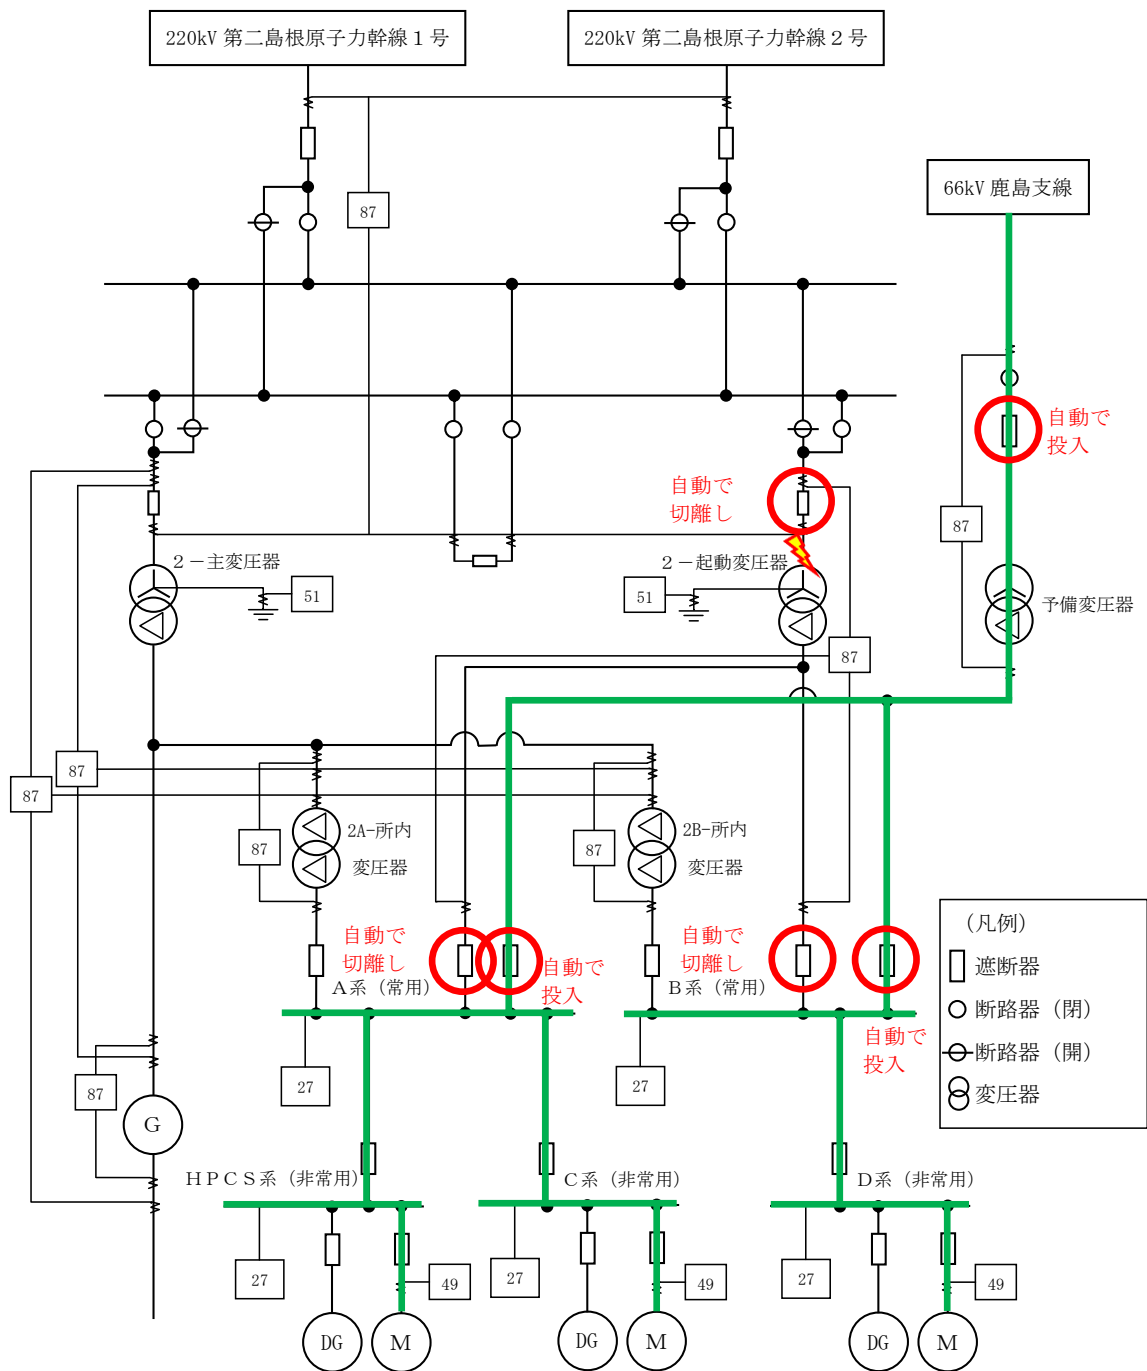 220kV 第二島根原子力幹線１号
220kV 第二島根原子力幹線２号
66kV 鹿島支線
87
自動で
投入
自動で
切離し
87
２－主変圧器
２－起動変圧器
51
51
予備変圧器
87
87
87
2A-所内
変圧器
87
2B-所内
変圧器
87
自動で
切離し
自動で
投入
自動で
切離し
自動で
投入
Ａ系（常用）
Ｂ系（常用）
(凡例)
遮断器
断路器（閉）
断路器（開）
変圧器
27
27
87
G
ＨＰＣＳ系（非常用）
Ｃ系（非常用）
Ｄ系（非常用）
27
49
27
49
27
49
DG
M
DG
M
DG
M